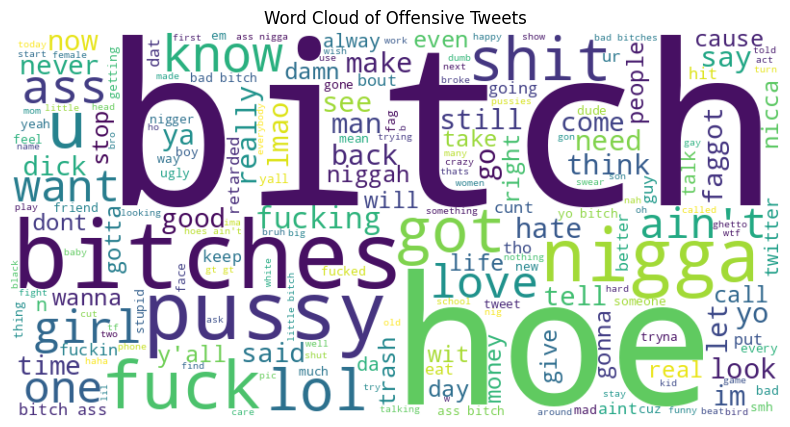 Word Cloud of Offensive Tweets
bitch
hoe
bitches
pussy
nigga
fuck
shit
got
lol
u
ass
know
want
girl
one
love
ain't
now
never
really
lmao
man
back
see
make
damn
alway
even
still
go
take
right
need
think
come
say
cause
people
hit
nicca
faggot
talk
guy
dude
going
ur
bout
niggah
fag
mean
ya
dat
stop
dick
dont
gott
good
fucking
will
cunt
life
tho
hate
new
better
twitter
tell
call
yo
let
put
look
real
im
gonna
give
tryna
someone
money
day
wit
eat
trash
da
y'all
said
much
time
fuckin
wanna
n
thing
bitch ass
stupid
face
keep
friend
feel
yeah
nigger
way
ugly
boy
retarded
yall
bad bitch
getting
em
first
ass nigga
made
use
gone
work
wish
happy
show
dumb
next
broke
bad bitches
told
act
turn
pussies
gon
gay
son
nah
oh
swear
called
ghetto
wtf
yo bitch
nothing
something
women
thats
crazy
many
trying
b
everybody
ho
bro
head
little
mom
female
start
today
name
play
looking
ima
hoes ain't
bruh
big
gt gt
fucked
white
baby
black
fight
cut
tf
two
phone
haha
lil
find
ask
little bitch
well
shut
pic
care
try
old
talking
school
nig
tweet
w
ass bitch
around
mad
aint
cuz
stay
kid
funny
hard
game
beat
bird
bad
smh
every